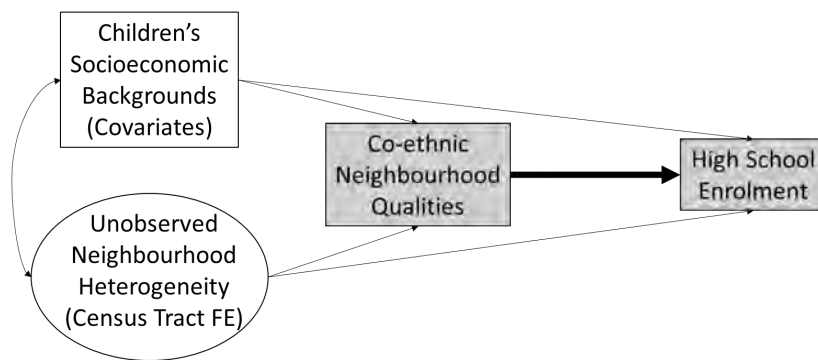 Children's
Socioeconomic
Backgrounds
(Covariates)
Co-ethnic
Neighbourhood
Qualities
High School
Enrolment
Unobserved
Neighbourhood
Heterogeneity
(Census Tract FE)